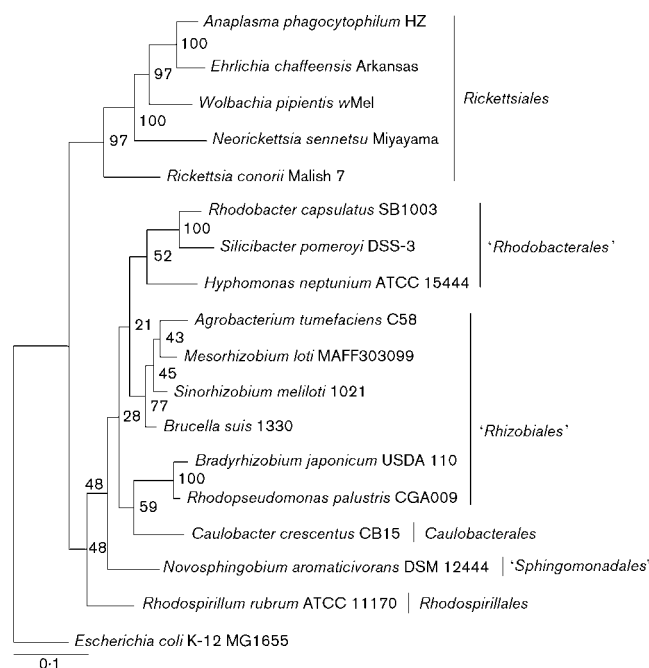 Anaplasma phagocytophilum HZ
100
Ehrlichia chaffeensis Arkansas
97
Wolbachia pipientis wMel
Rickettsiales
100
97
Neorickettsia sennetsu Miyayama
Rickettsia conorii Malish 7
Rhodobacter capsulatus SB1003
100
Silicibacter pomeroyi DSS-3
'Rhodobacterales'
52
Hyphomonas neptunium ATCC 15444
Agrobacterium tumefaciens C58
21
43
Mesorhizobium loti MAFF303099
45
Sinorhizobium meliloti 1021
77
28
Brucella suis 1330
'Rhizobiales'
Bradyrhizobium japonicum USDA 110
100
48
Rhodopseudomonas palustris CGA009
59
Caulobacter crescentus CB15
Caulobacterales
48
Novosphingobium aromaticivorans DSM 12444
'Sphingomonadales'
Rhodospirillum rubrum ATCC 11170
Rhodospirillales
Escherichia coli K-12 MG1655
0·1